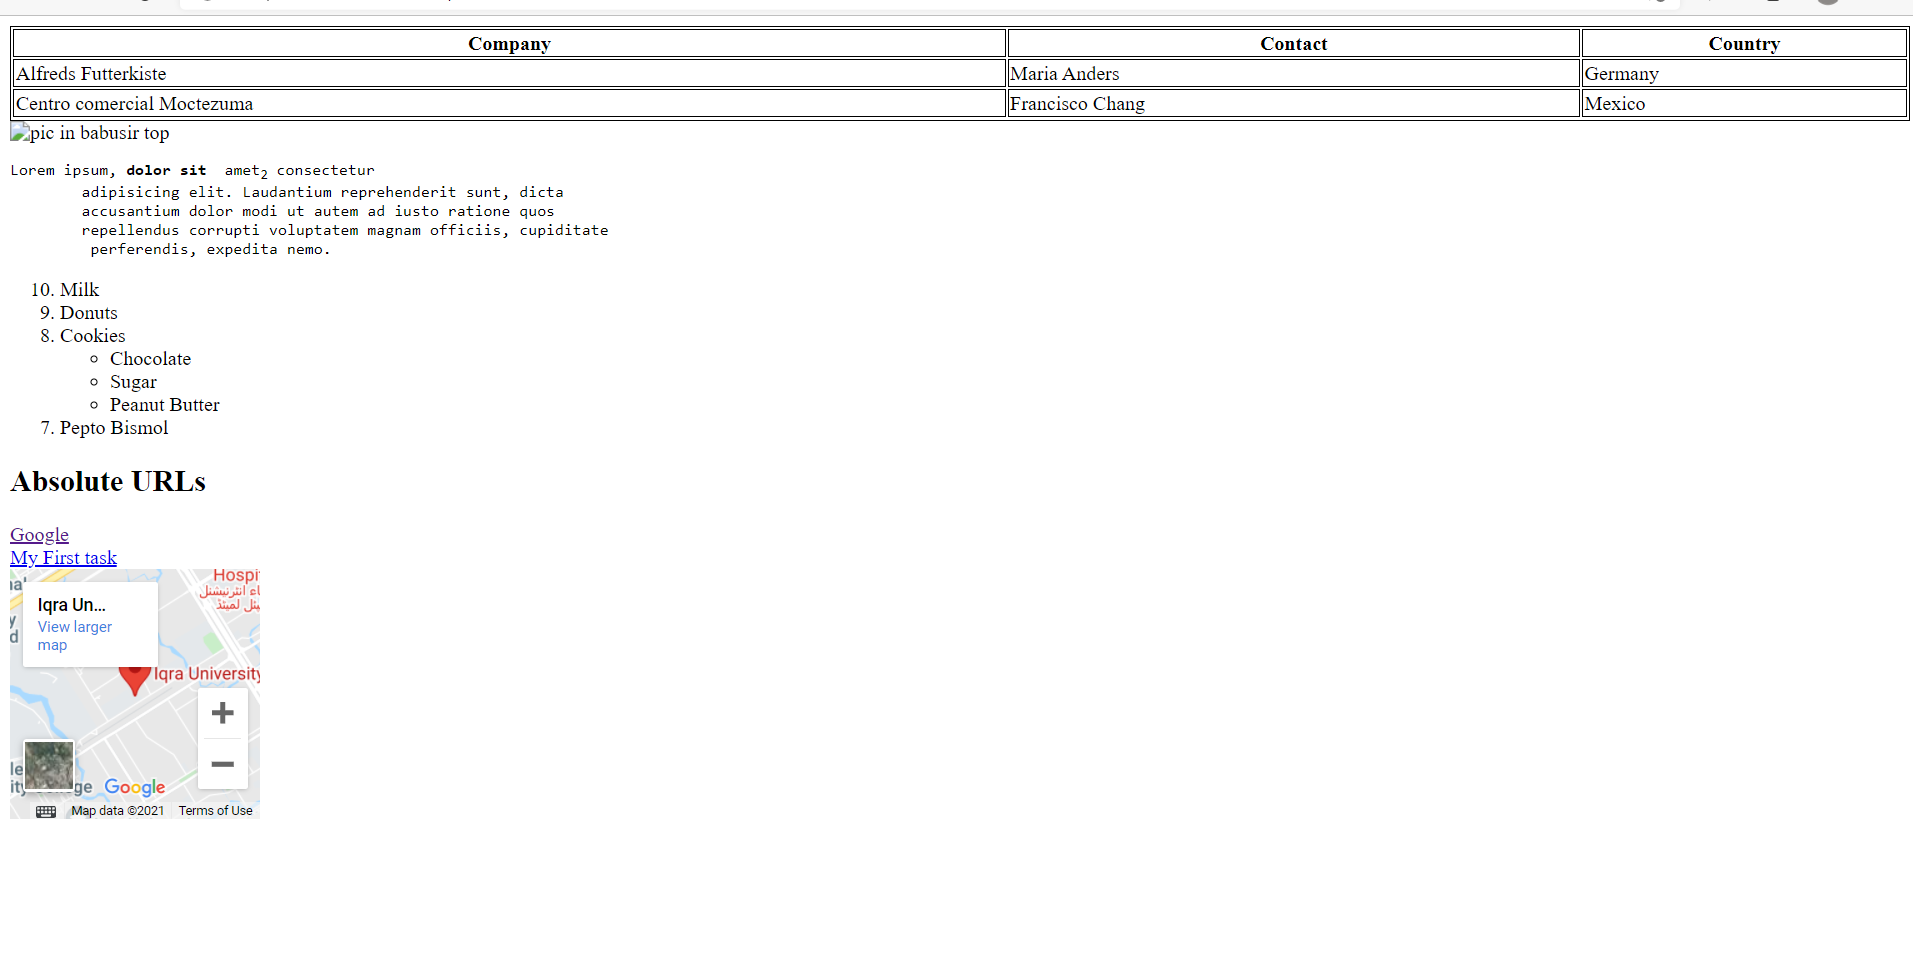 Company Contact Country
Alfreds Futterkiste Maria Anders Germany
Centro comercial Moctezuma Francisco Chang Mexico
pic in babusir top
Lorem ipsum, dolor sit amet2 consectetur
adipisicing elit. Laudantium reprehenderit sunt, dicta
accusantium dolor modi ut autem ad iusto ratione quos
repellendus corrupti voluptatem magnam officiis, cupiditate
perferendis, expedita nemo.
10. Milk
9. Donuts
8. Cookies
Chocolate
Sugar
Peanut Butter
7. Pepto Bismol
Absolute URLs
Google
My First task
Hospi
Iqra Un...
View larger
map
Iqra University
Google
Map data ©2021 Terms of Use